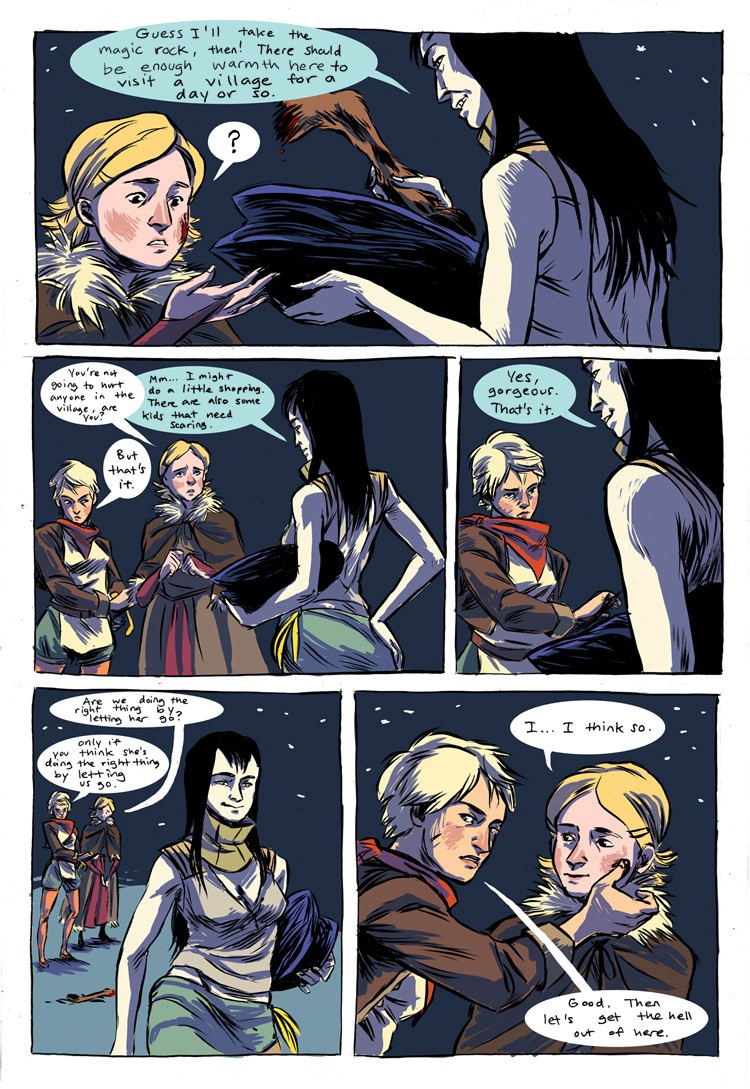 Guess I'll take the
magic rock, then! There should
be enough warmth here to
visit a village for a
day or so.
?
You're not
going to hurt
anyone in the
village, are
you?
Mm... I might
do a little shopping.
There are also some
kids that need
scaring.
But
that's
it.
Yes,
gorgeous.
That's it.
Are we doing the
right thing by
letting her go?
only if
you think she's
doing the right thing
by letting
us go.
I... I think so.
Good. Then
let's get the hell
out of here.